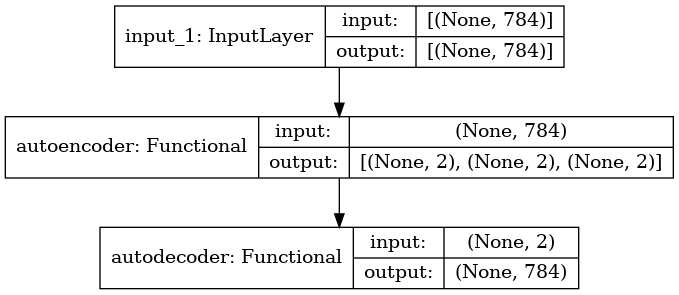 input_1: InputLayer
input:
[(None, 784)]
output:
[(None, 784)]
autoencoder: Functional
input:
(None, 784)
output:
[(None, 2), (None, 2), (None, 2)]
autodecoder: Functional
input:
(None, 2)
output:
(None, 784)